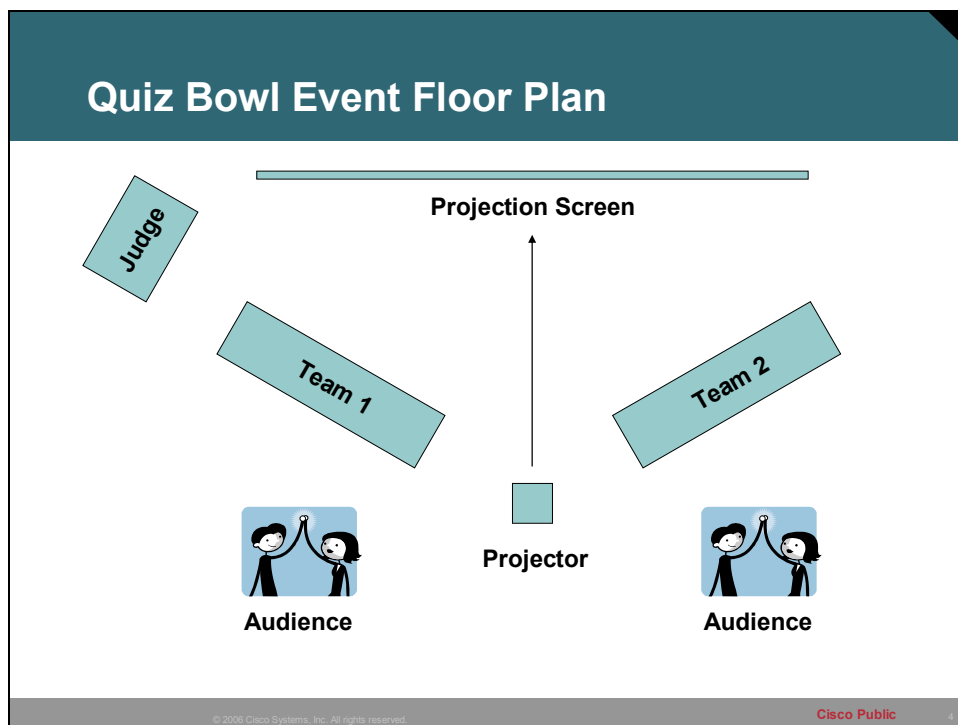 Quiz Bowl Event Floor Plan
Judge
Projection Screen
Team 1
Team 2
Projector
Audience
Audience
© 2006 Cisco Systems, Inc. All rights reserved.
Cisco Public
4